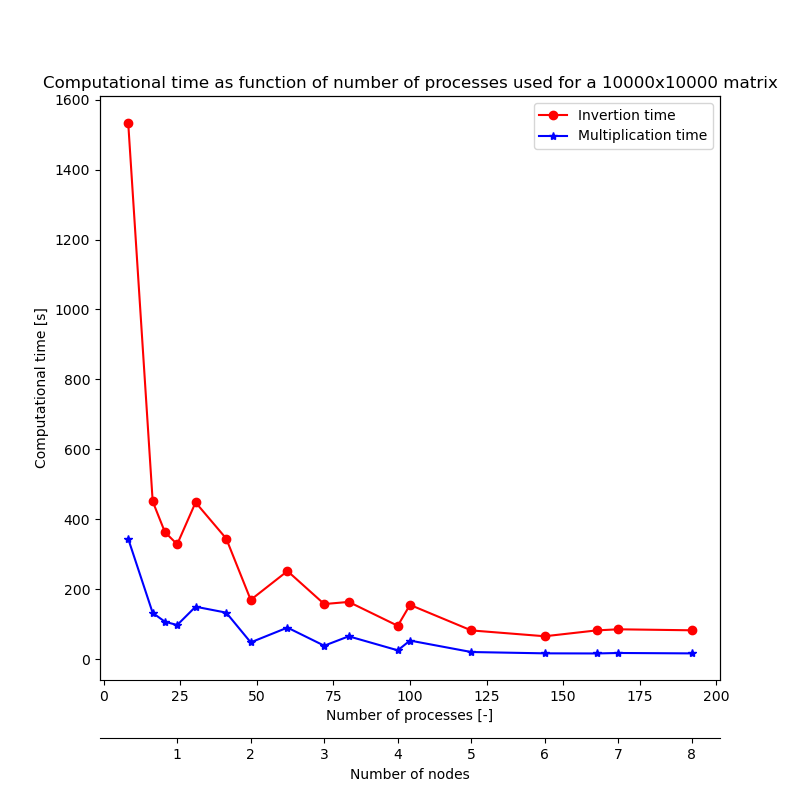 Computational time as function of number of processes used for a 10000x10000 matrix
Invertion time
Multiplication time
1600
1400
1200
1000
800
600
400
200
0
Computational time [s]
0 25 50 75 100 125 150 175 200
Number of processes [-]
1 2 3 4 5 6 7 8
Number of nodes